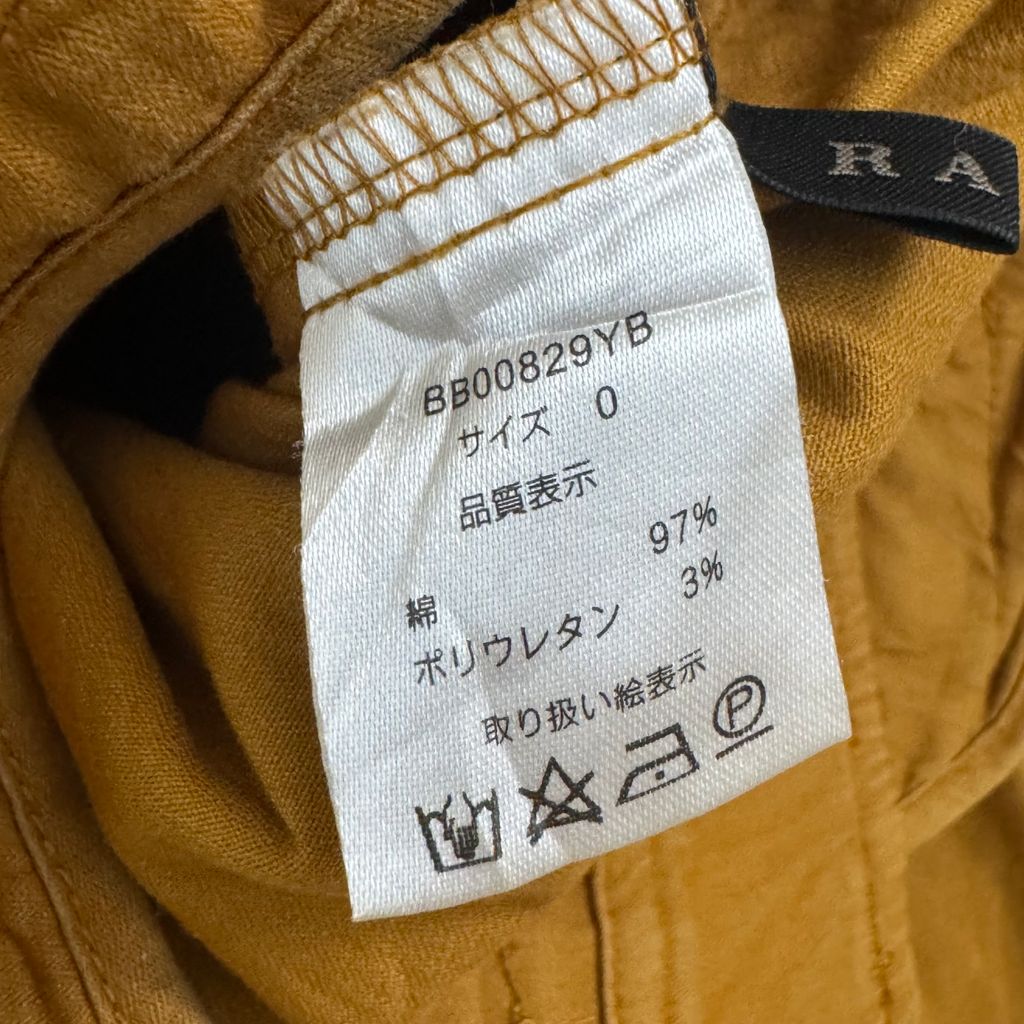 RA
BB00829YB
サイズ 0
品質表示
綿 97%
ポリウレタン 3%
取り扱い絵表示
P